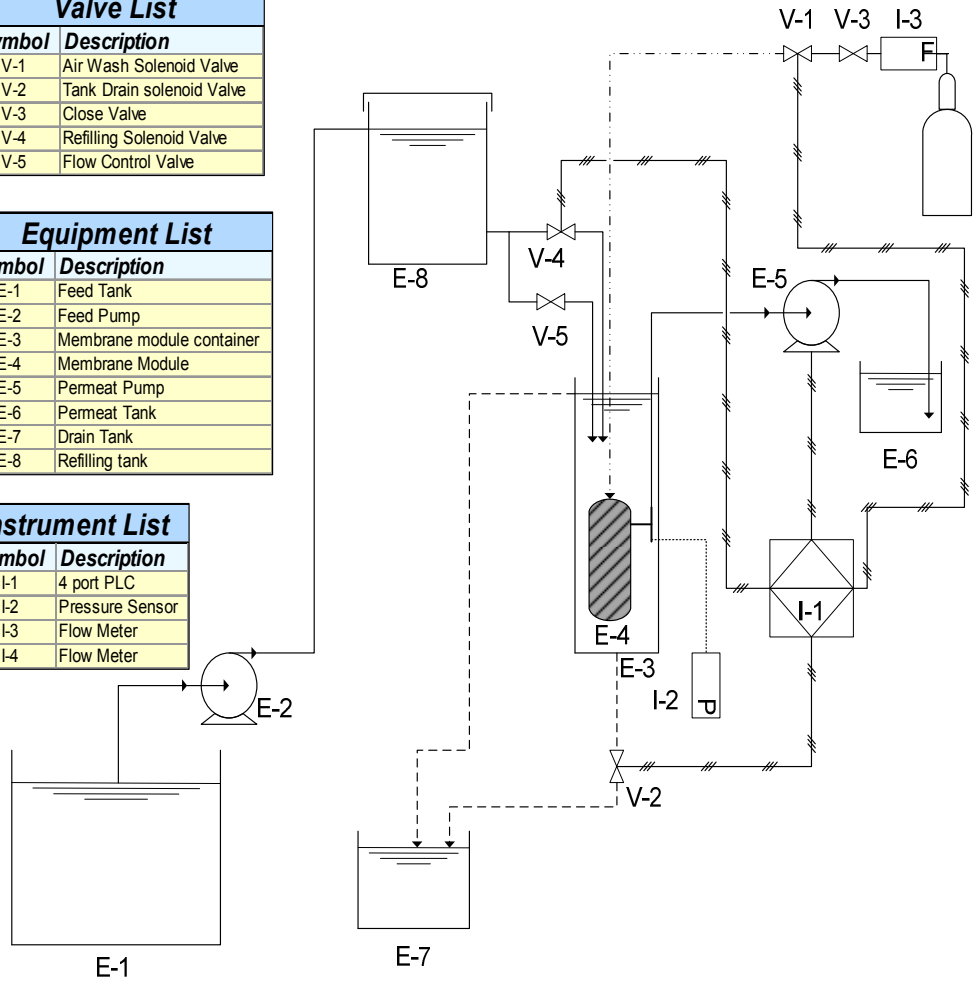 Valve List
ymbol Description
V-1 Air Wash Solenoid Valve
V-2 Tank Drain solenoid Valve
V-3 Close Valve
V-4 Refilling Solenoid Valve
V-5 Flow Control Valve
Equipment List
mbol Description
E-1 Feed Tank
E-2 Feed Pump
E-3 Membrane module container
E-4 Membrane Module
E-5 Permeat Pump
E-6 Permeat Tank
E-7 Drain Tank
E-8 Refilling tank
nstrument List
mbol Description
I-1 4 port PLC
I-2 Pressure Sensor
I-3 Flow Meter
I-4 Flow Meter
V-1 V-3 I-3
F
E-8
V-4
V-5
E-5
E-6
I-1
E-4
E-3
I-2
P
E-2
V-2
E-7
E-1